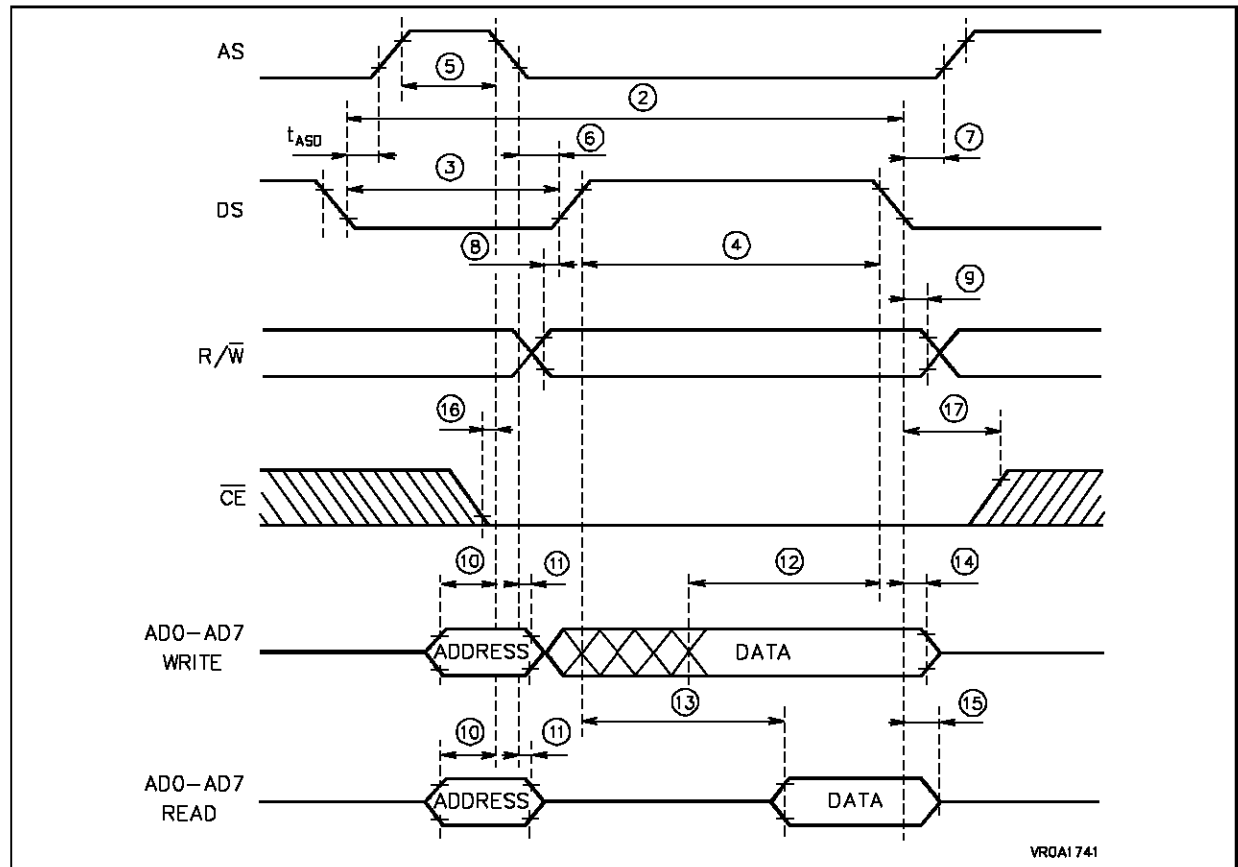 AS
5
2
tASD
6
7
3
DS
8
4
9
R/W̅
16
17
C̅E̅
10
11
12
14
AD0-AD7
WRITE
ADDRESS
DATA
13
15
10
11
AD0-AD7
READ
ADDRESS
DATA
VR0A1741